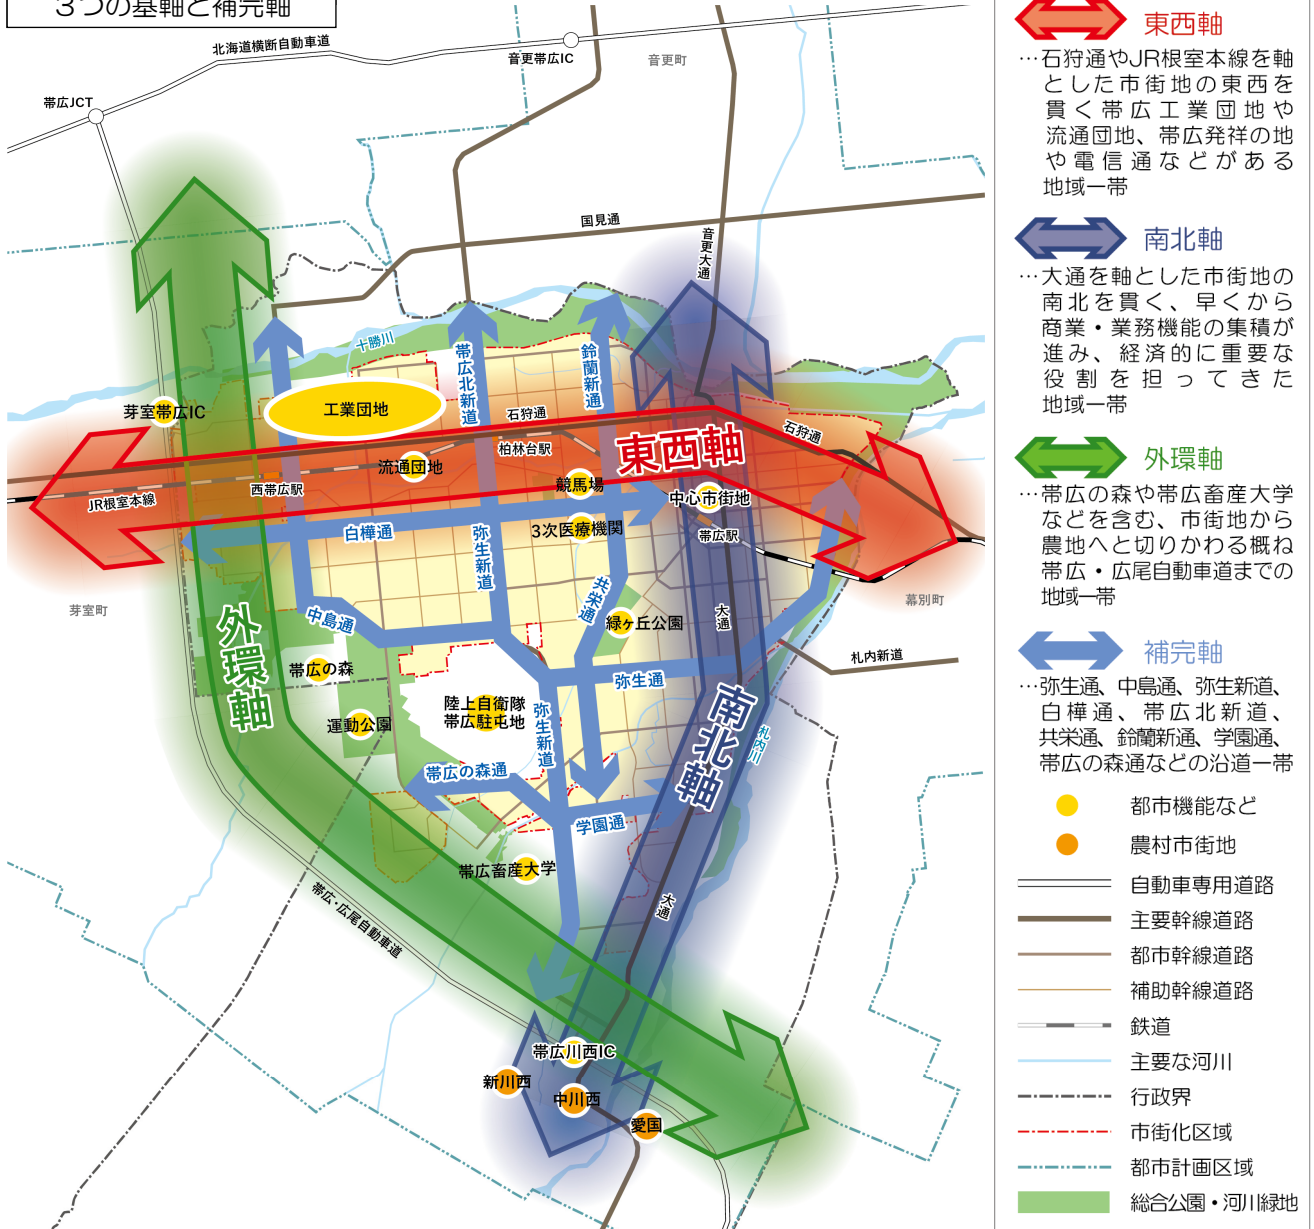 3つの基軸と補完軸
北海道横断自動車道
音更帯広IC
音更町
帯広JCT
国見通
音更大通
十勝川
帯広北新道
鈴蘭新通
芽室帯広IC
工業団地
石狩通
石狩通
柏林台駅
東西軸
流通団地
西帯広駅
JR根室本線
競馬場
中心市街地
白樺通
弥生新道
3次医療機関
帯広駅
芽室町
幕別町
外環軸
中島通
共栄通
緑ヶ丘公園
大通
札内新道
帯広の森
弥生通
運動公園
陸上自衛隊
帯広駐屯地
弥生新道
南北軸
札内川
帯広の森通
学園通
帯広畜産大学
大通
帯広・広尾自動車道
帯広川西IC
新川西
中川西
愛国
東西軸
…石狩通やJR根室本線を軸
とした市街地の東西を
貫く帯広工業団地や
流通団地、帯広発祥の地
や電信通などがある
地域一帯
南北軸
…大通を軸とした市街地の
南北を貫く、早くから
商業・業務機能の集積が
進み、経済的に重要な
役割を担ってきた
地域一帯
外環軸
…帯広の森や帯広畜産大学
などを含む、市街地から
農地へと切りかわる概ね
帯広・広尾自動車道までの
地域一帯
補完軸
…弥生通、中島通、弥生新道、
白樺通、帯広北新道、
共栄通、鈴蘭新通、学園通、
帯広の森通などの沿道一帯
都市機能など
農村市街地
自動車専用道路
主要幹線道路
都市幹線道路
補助幹線道路
鉄道
主要な河川
行政界
市街化区域
都市計画区域
総合公園・河川緑地